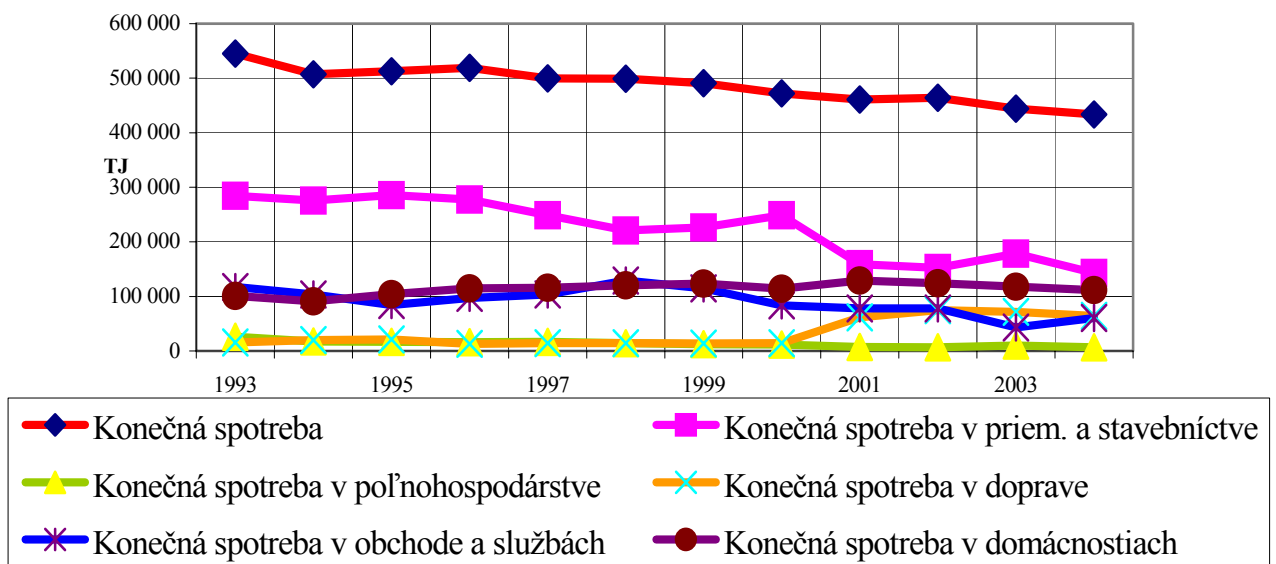 600 000
500 000
400 000
TJ
300 000
200 000
100 000
0
1993 1995 1997 1999 2001 2003
Konečná spotreba
Konečná spotreba v priem. a stavebníctve
Konečná spotreba v poľnohospodárstve
Konečná spotreba v doprave
Konečná spotreba v obchode a službách
Konečná spotreba v domácnostiach